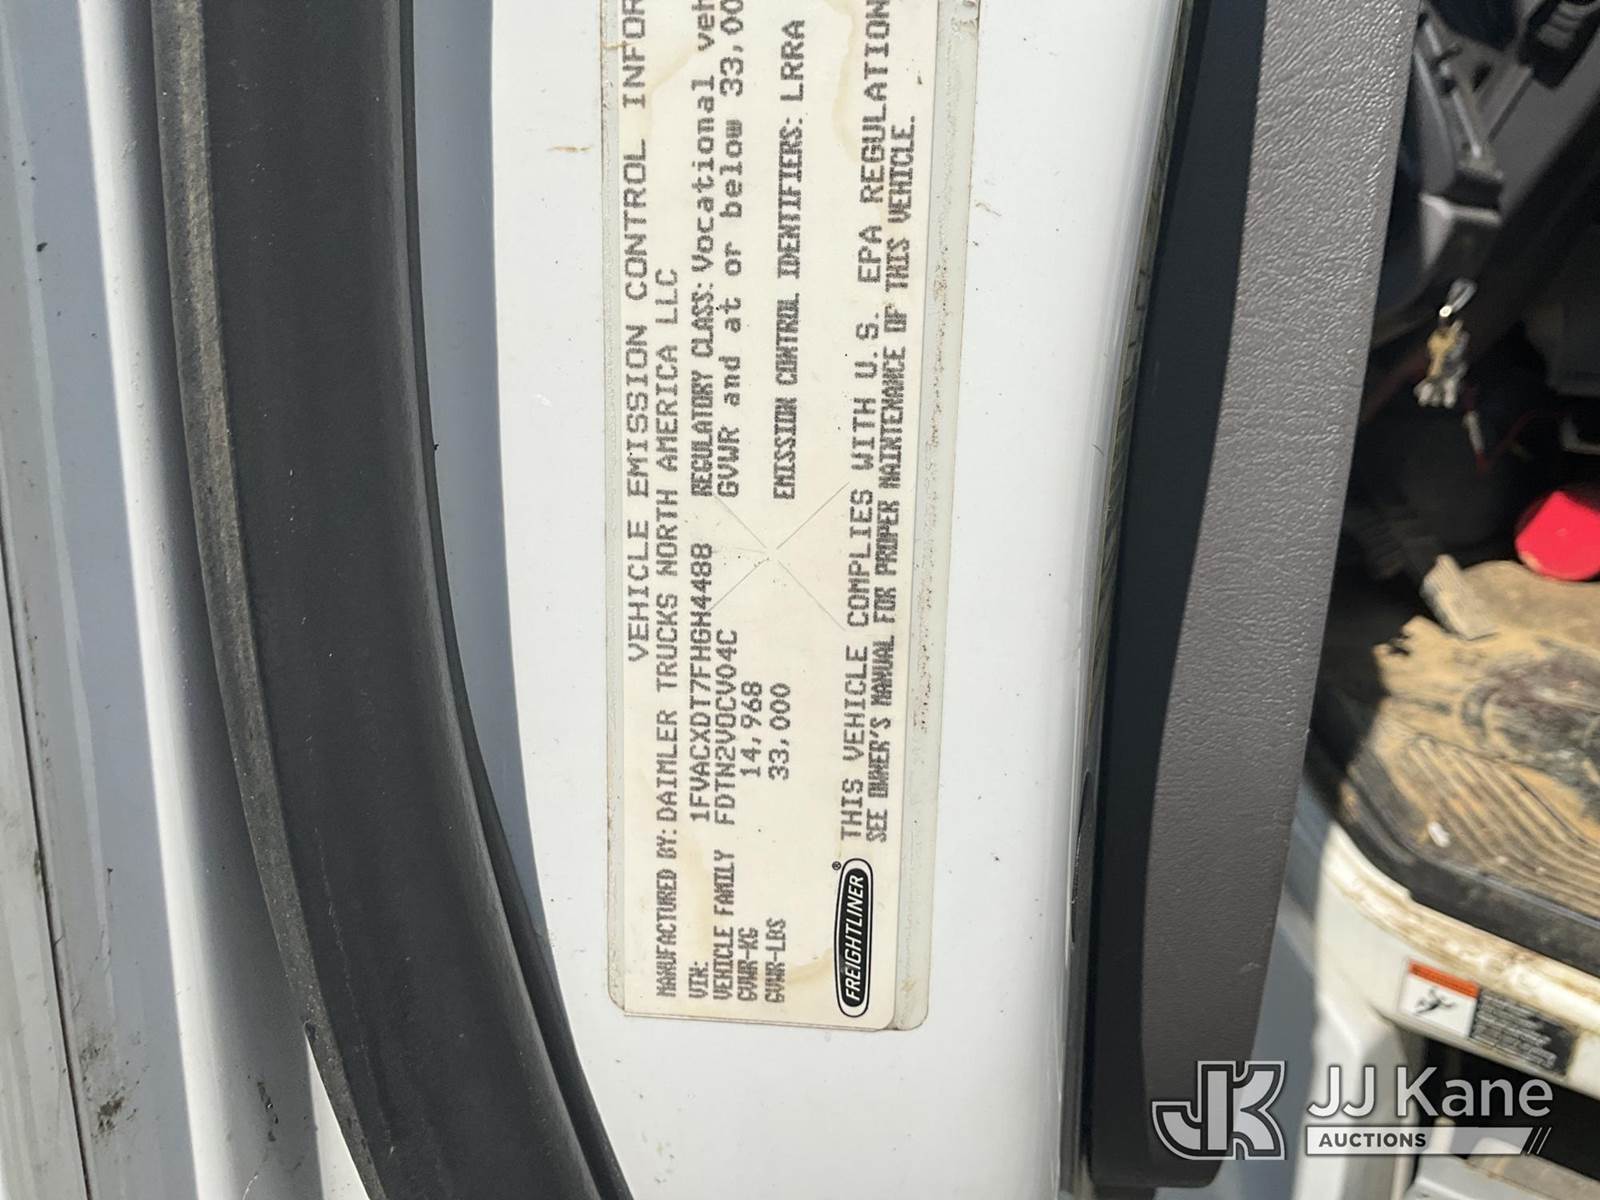 VEHICLE EMISSION CONTROL INFOR
MANUFACTURED BY: DAIMLER TRUCKS NORTH AMERICA LLC
VIN: 1FVACXDT7FHGH4488 REGULATORY CLASS: Vocational veh
VEHICLE FAMILY FDTN2VOCV04C GVWR and at or below 33,00
GVWR-KG 14,968
GVWR-LBS 33,000 EMISSION CONTROL IDENTIFIERS: LRRA
THIS VEHICLE COMPLIES WITH U.S. EPA REGULATION
SEE OWNER'S MANUAL FOR PROPER MAINTENANCE OF THIS VEHICLE.
FREIGHTLINER®
JK JJ Kane
AUCTIONS